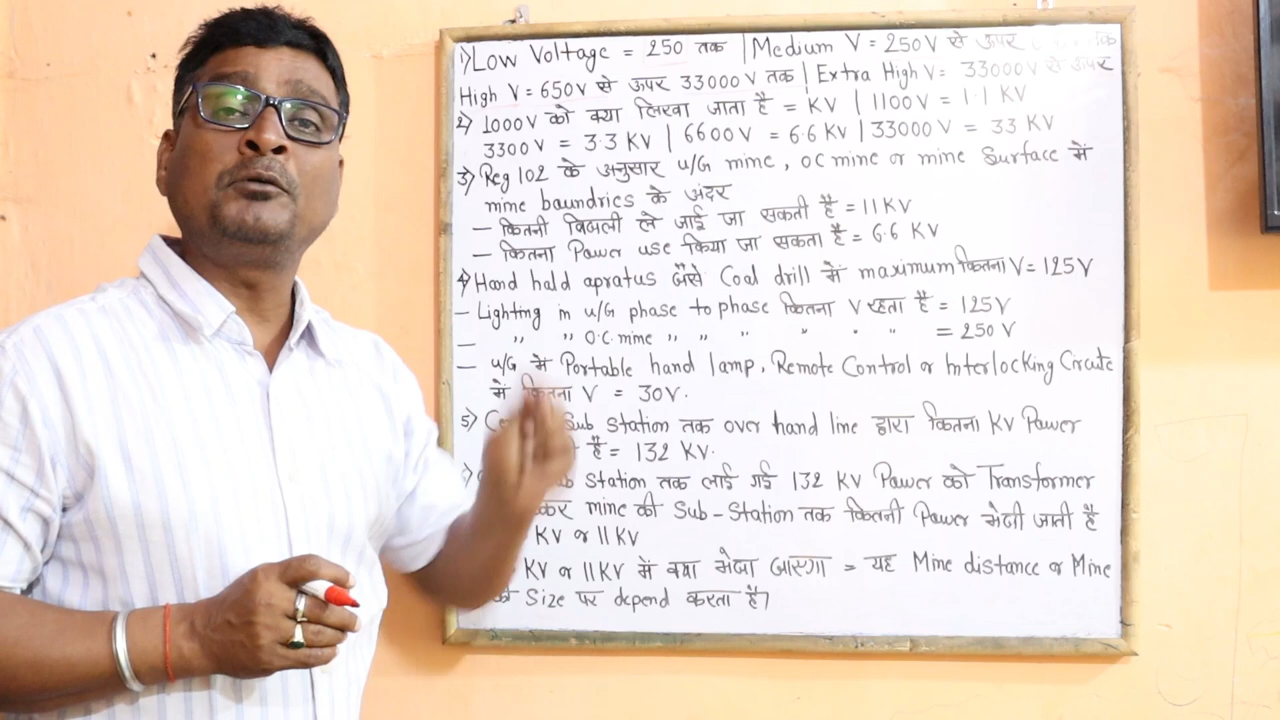 1) Low Voltage = 250 तक | Medium V = 250V से ऊपर
High V = 650V से ऊपर 33000V तक | Extra High V = 33000V से ऊपर
2) 1000V को क्या लिखा जाता है = KV | 1100V = 1.1 KV
3300V = 3.3 KV | 6600V = 6.6 KV | 33000V = 33 KV
3) Reg 102 के अनुसार u/G mine, OC mine or mine Surface में
mine baundries के अंदर
- कितनी बिजली ले जाई जा सकती है = 11 KV
- कितना Power use किया जा सकता है = 6.6 KV
4) Hand hald apratus जैसे Coal drill में maximum कितना V = 125V
- Lighting in u/G phase to phase कितना V रहता है = 125V
- ,, ,, O.C. mine ,, ,, ,, ,, ,, ,, = 250 V
- u/G में Portable hand lamp, Remote Control or Interlocking Circute
में कितना V = 30V.
5) Sub Station तक over hand line द्वारा कितना KV Power
है = 132 KV.
Station तक लाई गई 132 KV Power को Transformer
mine की Sub-Station तक कितनी Power भेजी जाती है
KV or 11 KV
KV or 11 KV में क्या भेजा जाएगा = यह Mine distance or Mine
Size पर depend करता है।